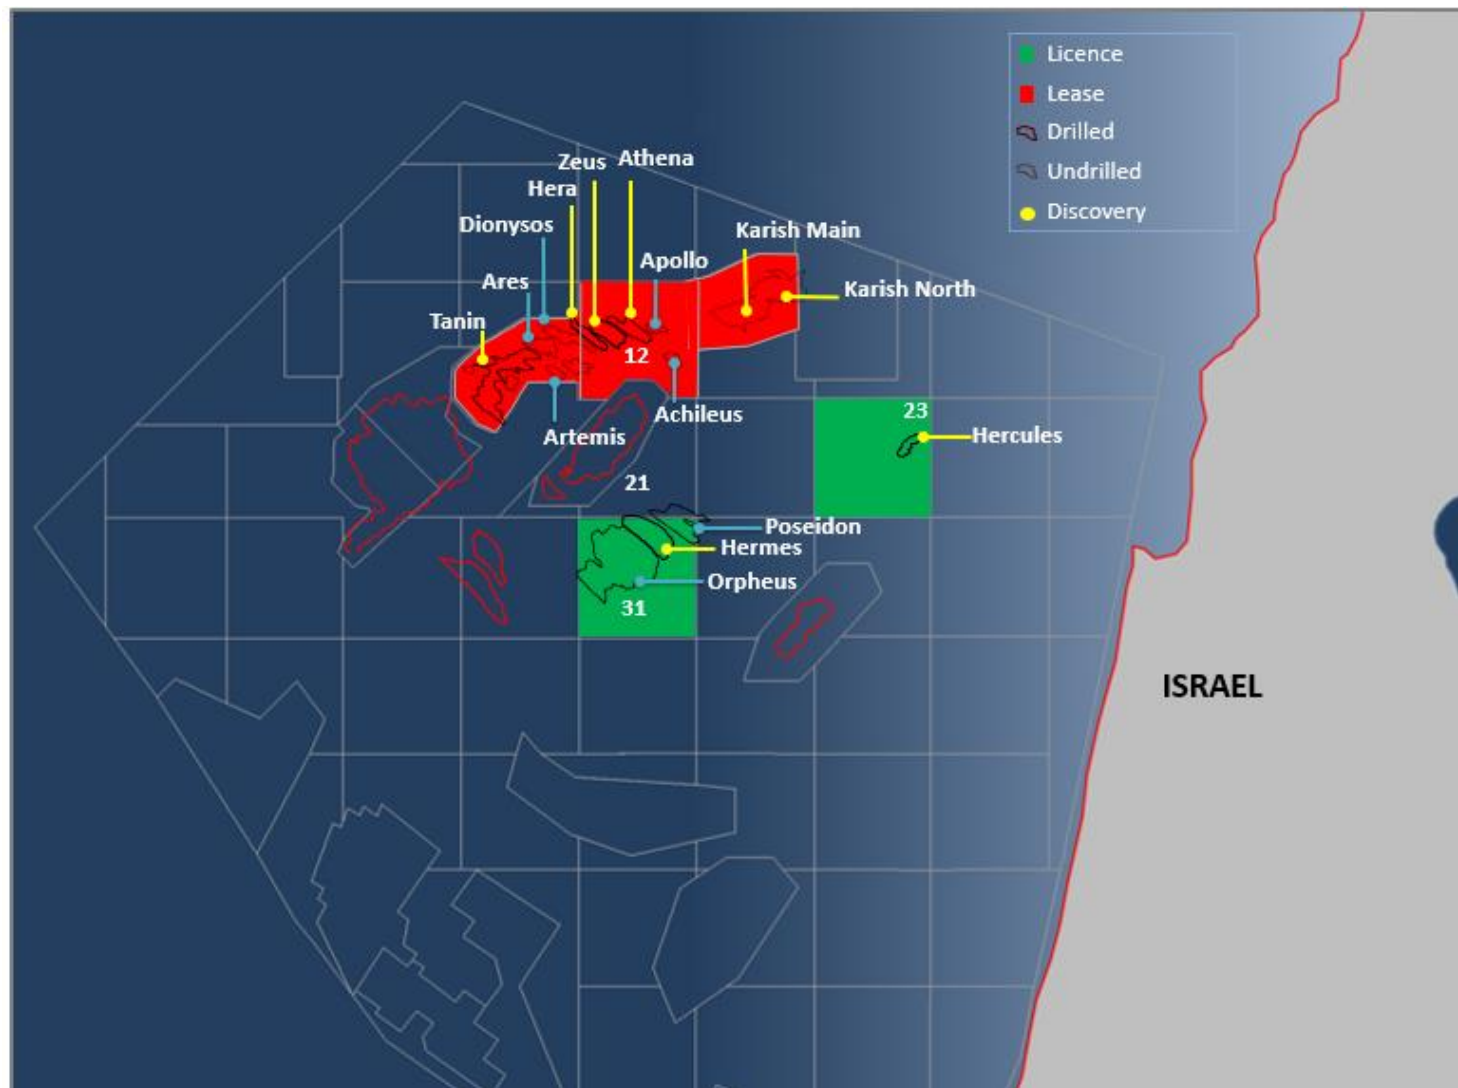 Licence
Lease
Drilled
Undrilled
Discovery
Zeus
Athena
Hera
Dionysos
Karish Main
Apollo
Ares
Karish North
Tanin
12
Achileus
23
Artemis
Hercules
21
Poseidon
Hermes
Orpheus
31
ISRAEL